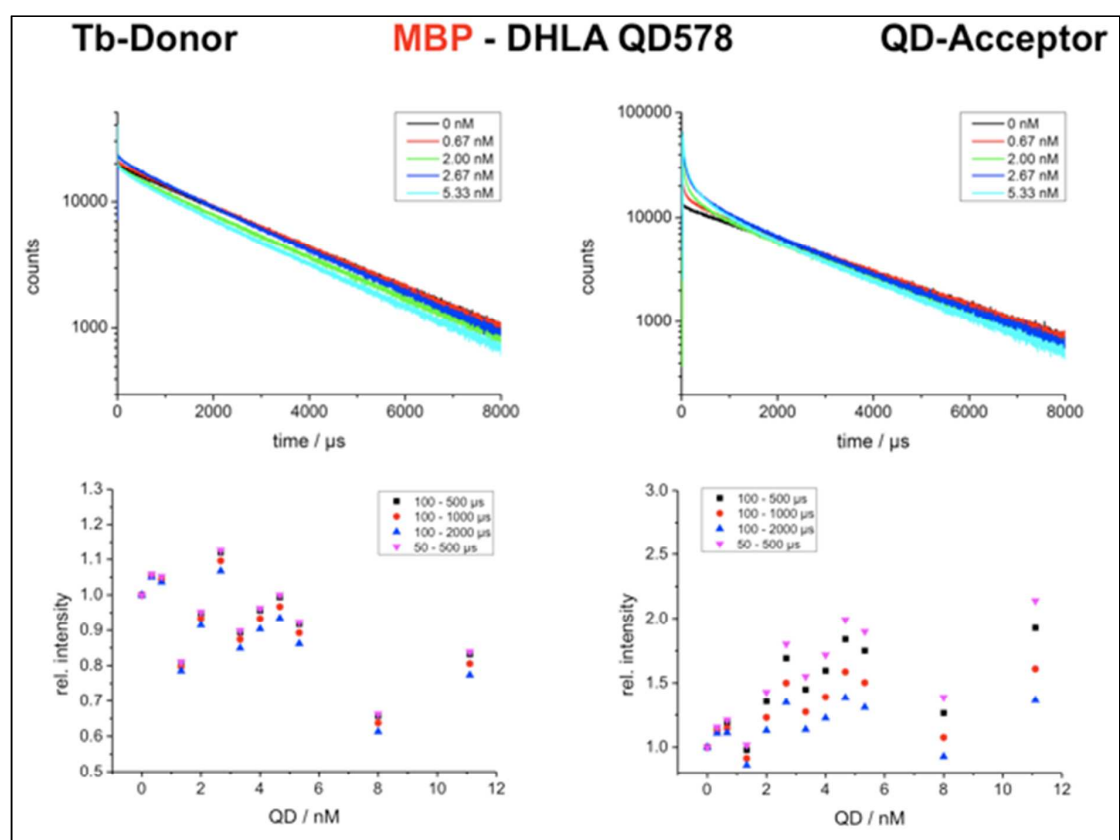 Tb-Donor MBP - DHLA QD578 QD-Acceptor
0 nM
0.67 nM
2.00 nM
2.67 nM
5.33 nM
10000
1000
counts
0 2000 4000 6000 8000
time / µs
100000
10000
1000
counts
0 nM
0.67 nM
2.00 nM
2.67 nM
5.33 nM
0 2000 4000 6000 8000
time / µs
1.3
1.2
1.1
1.0
0.9
0.8
0.7
0.6
0.5
rel. intensity
100 - 500 µs
100 - 1000 µs
100 - 2000 µs
50 - 500 µs
0 2 4 6 8 10 12
QD / nM
3.0
2.5
2.0
1.5
1.0
rel. intensity
100 - 500 µs
100 - 1000 µs
100 - 2000 µs
50 - 500 µs
0 2 4 6 8 10 12
QD / nM